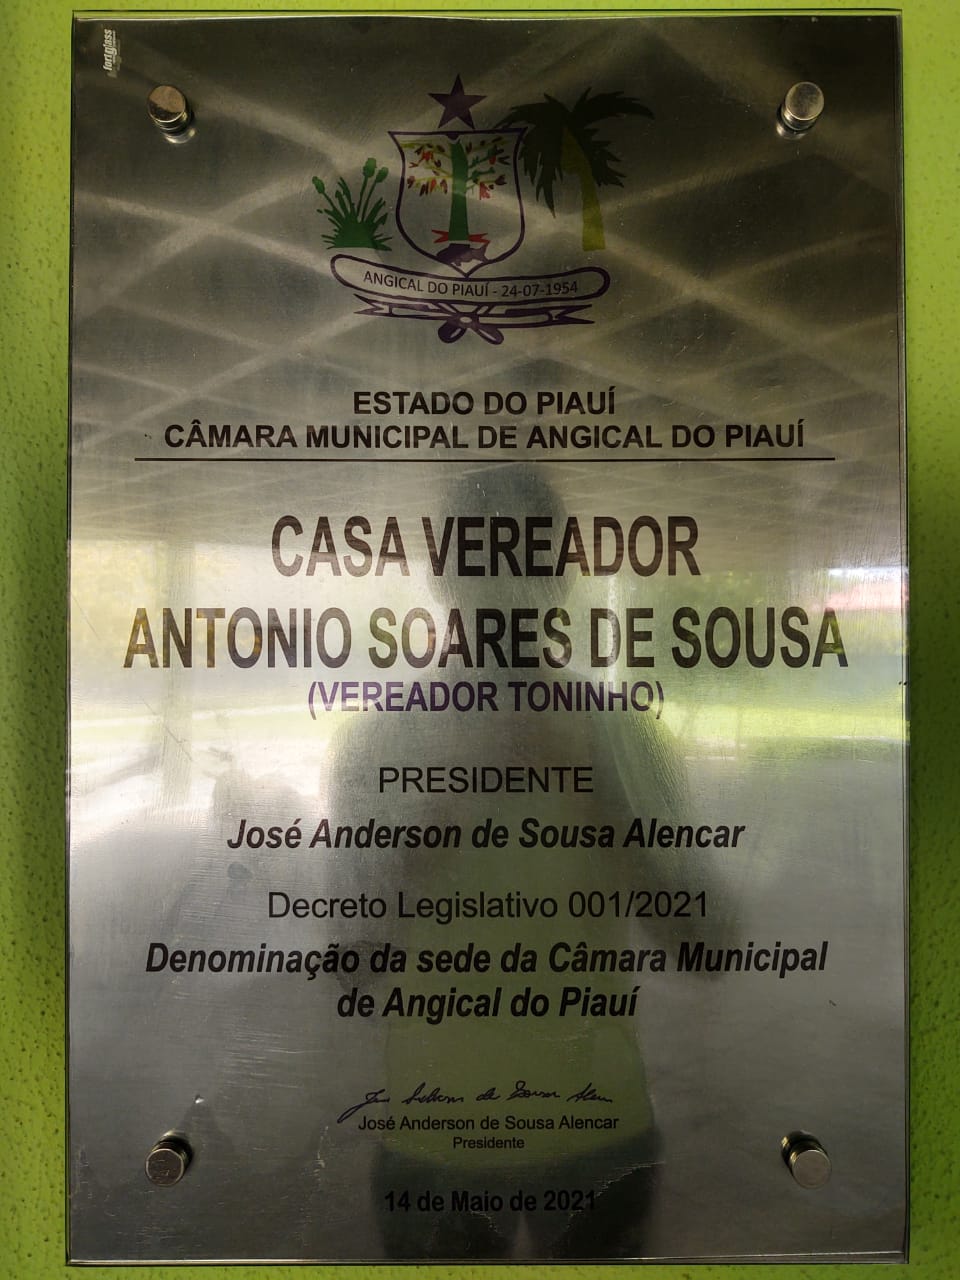 fortglass
ANGICAL DO PIAUÍ - 24-07-1954
ESTADO DO PIAUÍ
CÂMARA MUNICIPAL DE ANGICAL DO PIAUÍ
CASA VEREADOR
ANTONIO SOARES DE SOUSA
(VEREADOR TONINHO)
PRESIDENTE
José Anderson de Sousa Alencar
Decreto Legislativo 001/2021
Denominação da sede da Câmara Municipal
de Angical do Piauí
José Anderson de Sousa Alencar
Presidente
14 de Maio de 2021